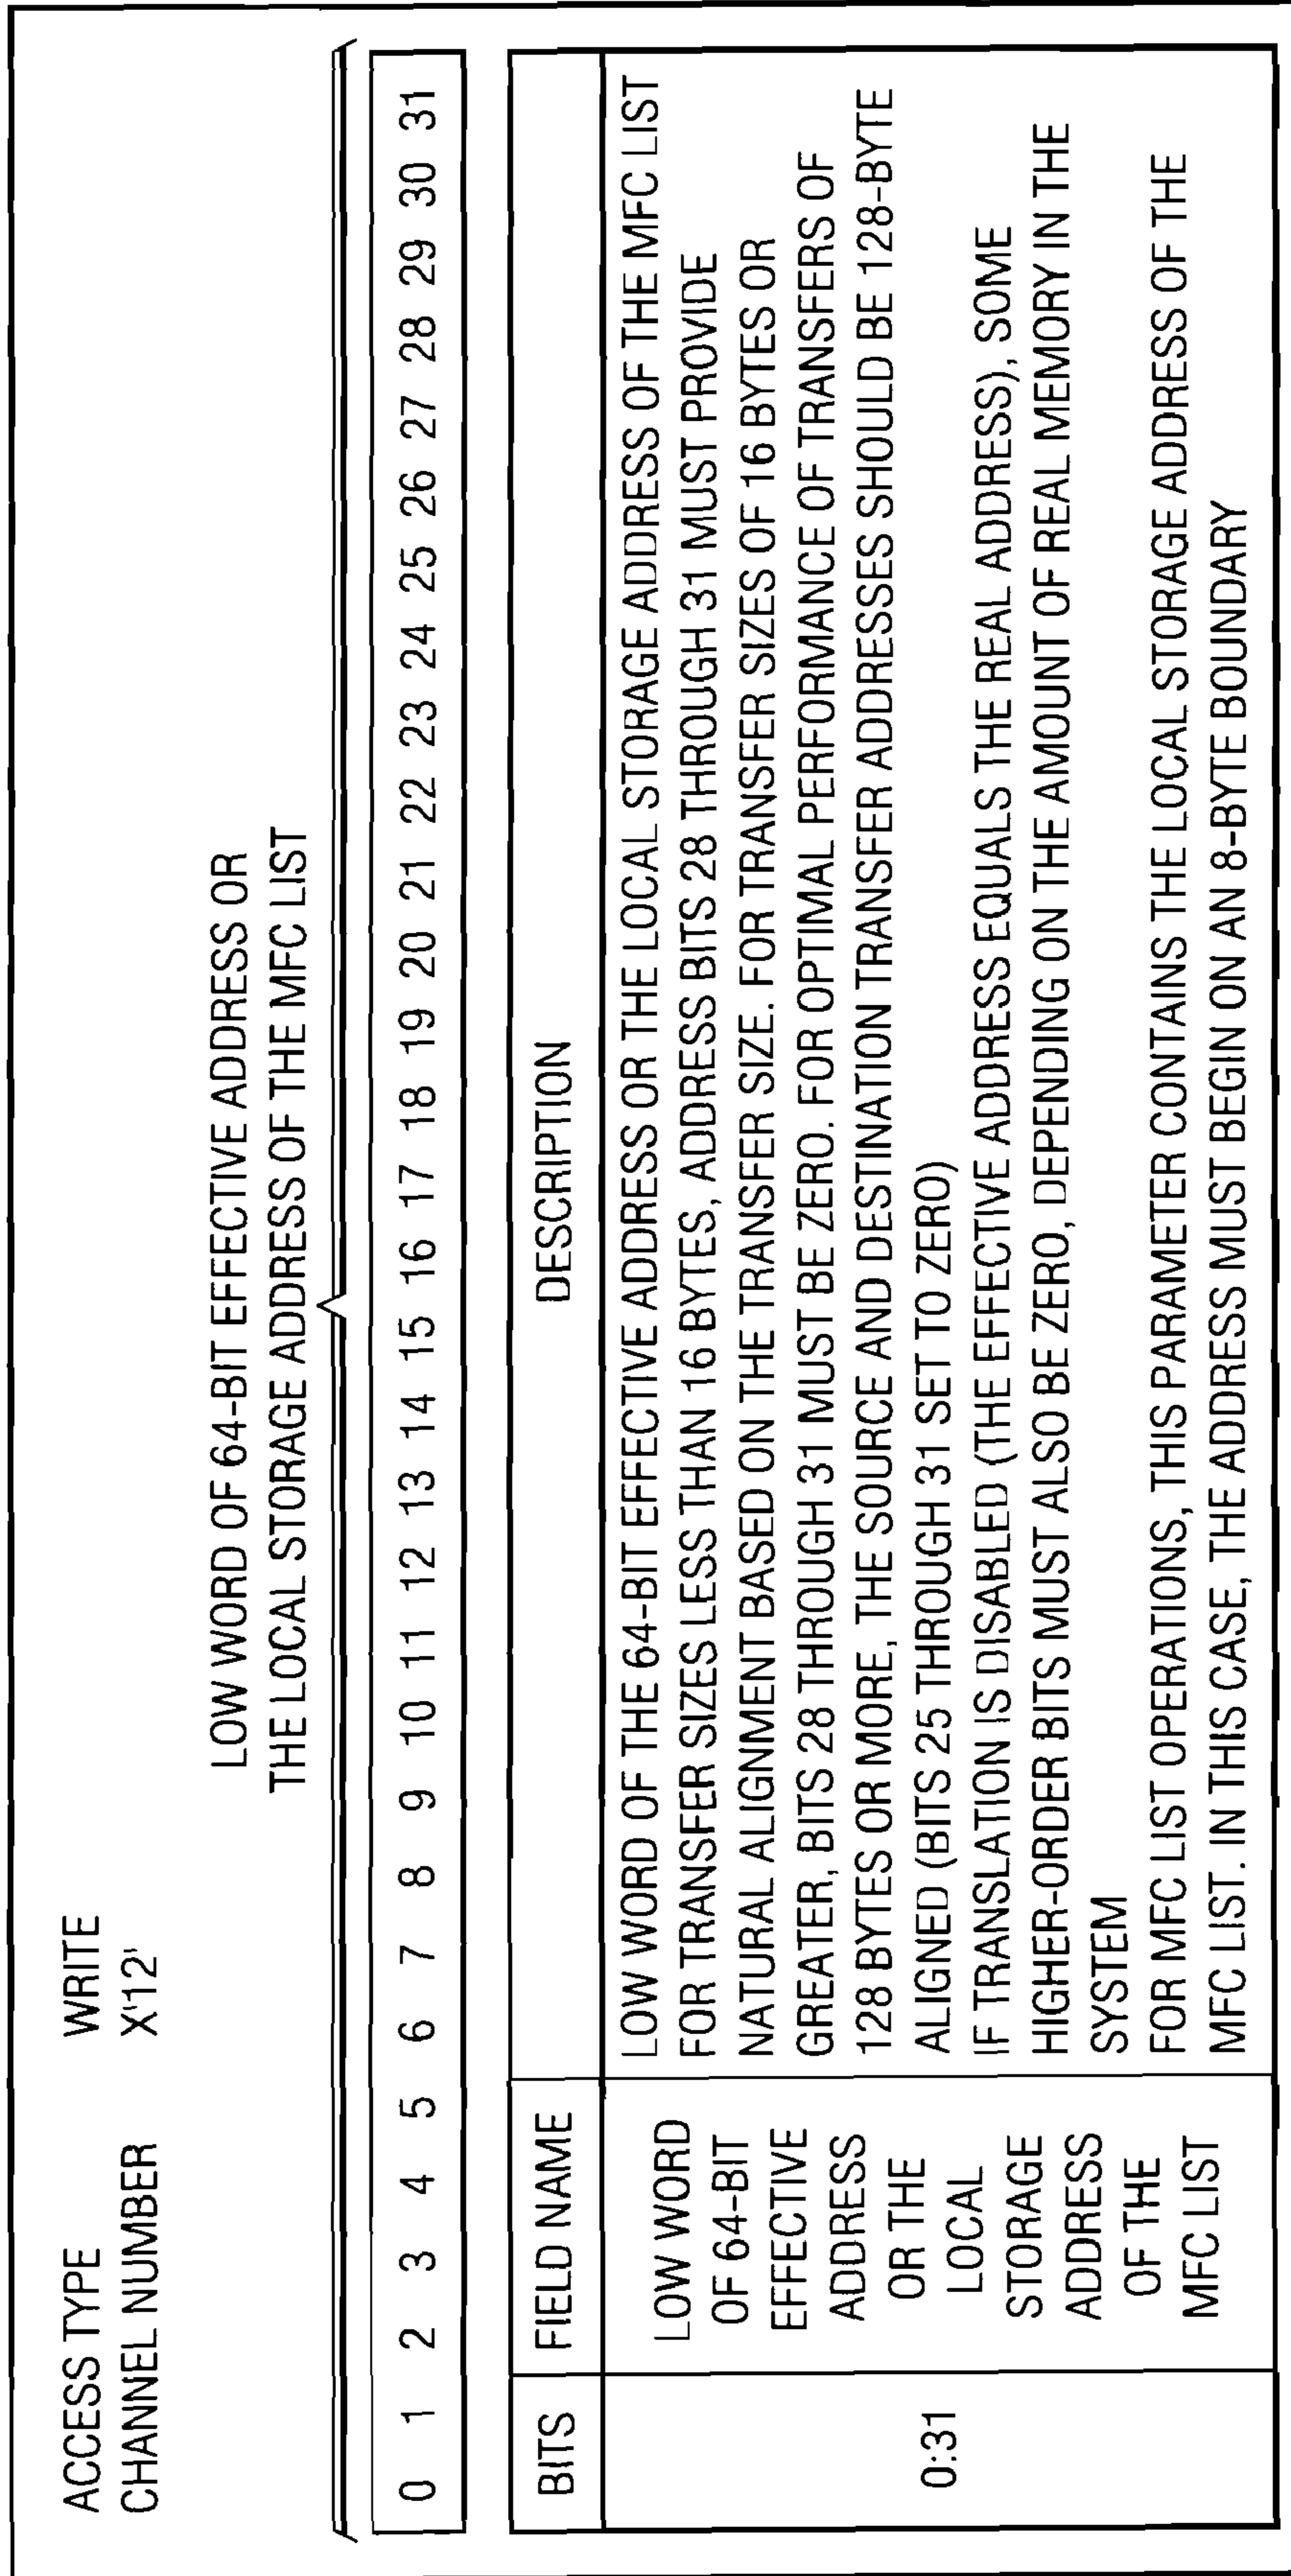 ACCESS TYPE WRITE
CHANNEL NUMBER X'12'
LOW WORD OF 64-BIT EFFECTIVE ADDRESS OR
THE LOCAL STORAGE ADDRESS OF THE MFC LIST
0 1 2 3 4 5 6 7 8 9 10 11 12 13 14 15 16 17 18 19 20 21 22 23 24 25 26 27 28 29 30 31
BITS FIELD NAME DESCRIPTION
0:31
LOW WORD
OF 64-BIT
EFFECTIVE
ADDRESS
OR THE
LOCAL
STORAGE
ADDRESS
OF THE
MFC LIST
LOW WORD OF THE 64-BIT EFFECTIVE ADDRESS OR THE LOCAL STORAGE ADDRESS OF THE MFC LIST
FOR TRANSFER SIZES LESS THAN 16 BYTES, ADDRESS BITS 28 THROUGH 31 MUST PROVIDE
NATURAL ALIGNMENT BASED ON THE TRANSFER SIZE. FOR TRANSFER SIZES OF 16 BYTES OR
GREATER, BITS 28 THROUGH 31 MUST BE ZERO. FOR OPTIMAL PERFORMANCE OF TRANSFERS OF
128 BYTES OR MORE, THE SOURCE AND DESTINATION TRANSFER ADDRESSES SHOULD BE 128-BYTE
ALIGNED (BITS 25 THROUGH 31 SET TO ZERO)
IF TRANSLATION IS DISABLED (THE EFFECTIVE ADDRESS EQUALS THE REAL ADDRESS), SOME
HIGHER-ORDER BITS MUST ALSO BE ZERO, DEPENDING ON THE AMOUNT OF REAL MEMORY IN THE
SYSTEM
FOR MFC LIST OPERATIONS, THIS PARAMETER CONTAINS THE LOCAL STORAGE ADDRESS OF THE
MFC LIST. IN THIS CASE, THE ADDRESS MUST BEGIN ON AN 8-BYTE BOUNDARY